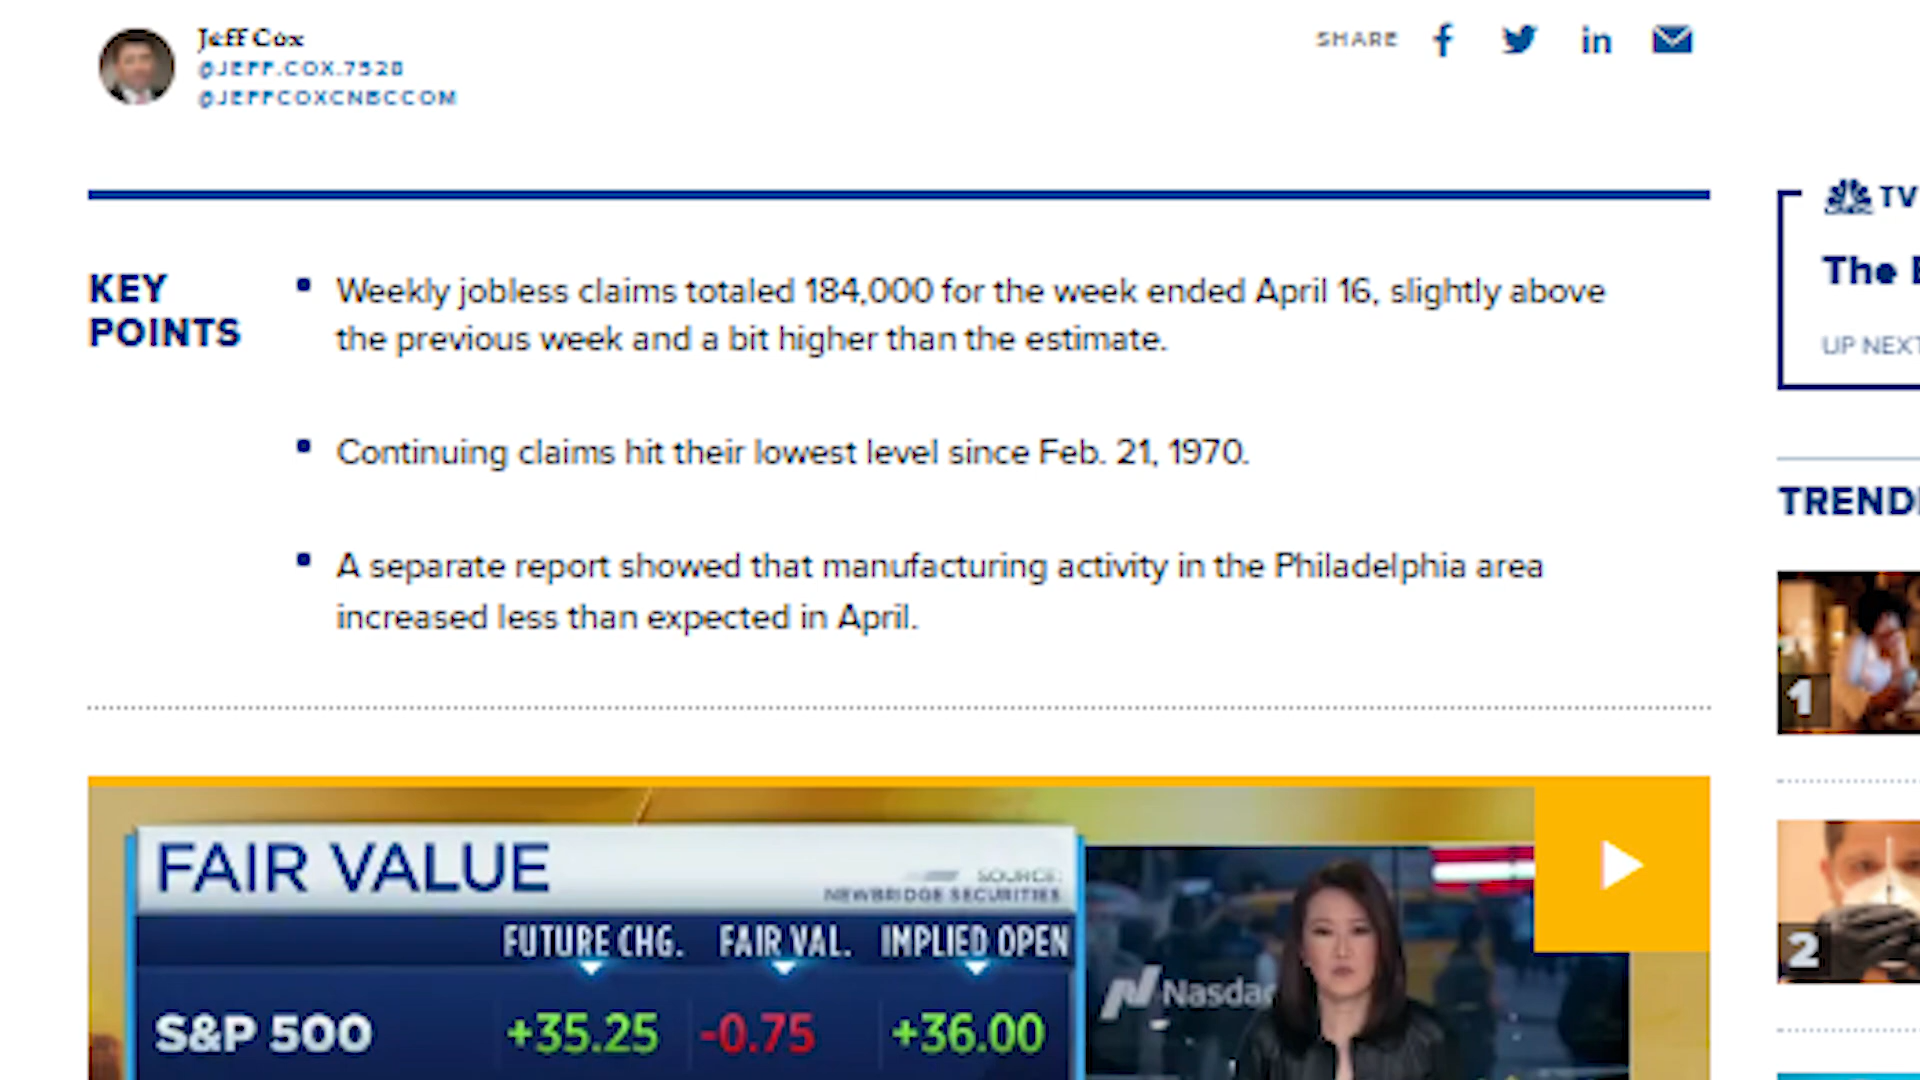 Jeff Cox
@JEFF.COX.7528
@JEFFCOXCNBCCOM
SHARE
KEY
POINTS
Weekly jobless claims totaled 184,000 for the week ended April 16, slightly above
the previous week and a bit higher than the estimate.
Continuing claims hit their lowest level since Feb. 21, 1970.
A separate report showed that manufacturing activity in the Philadelphia area
increased less than expected in April.
FAIR VALUE
SOURCE:
NEWBRIDGE SECURITIES
FUTURE CHG. FAIR VAL. IMPLIED OPEN
S&P 500 +35.25 -0.75 +36.00
Nasdaq
TV
The
UP NEXT
TRENDI
1
2